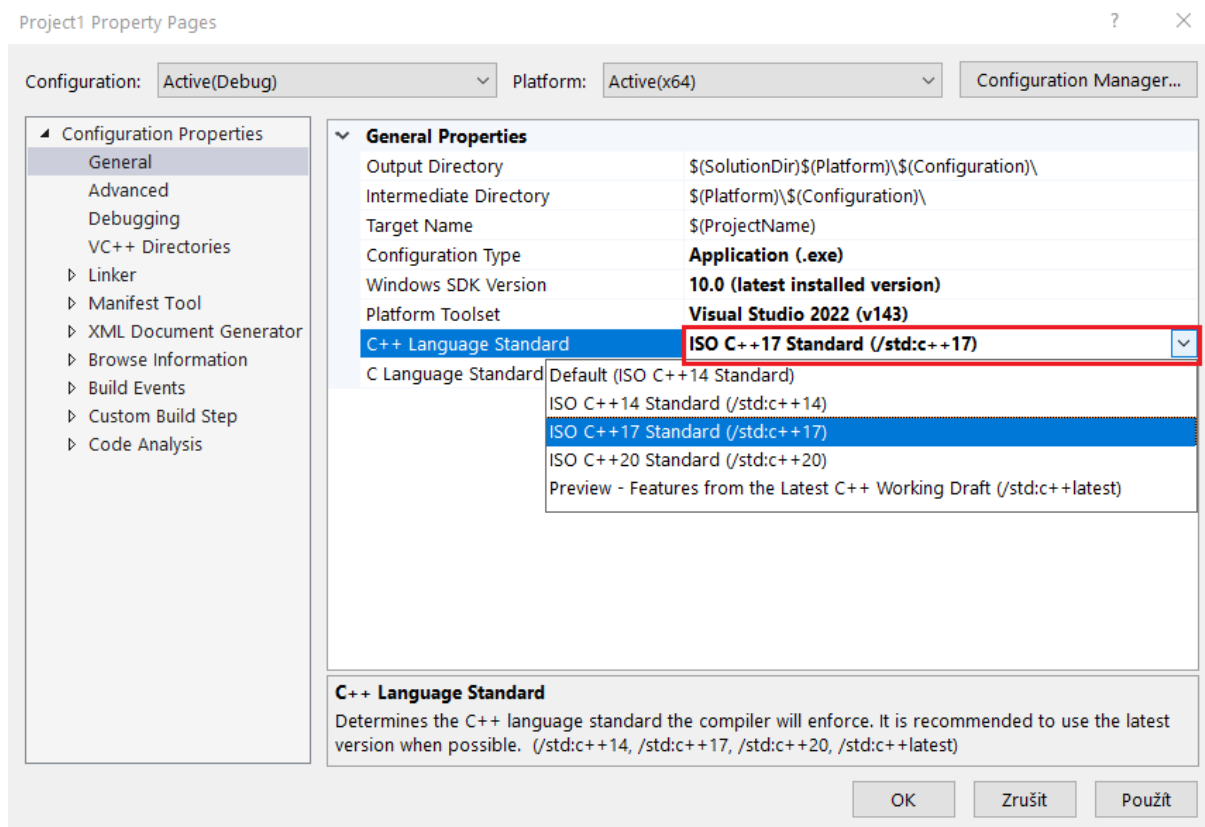 Project1 Property Pages ?
Configuration: Active(Debug) Platform: Active(x64) Configuration Manager...
Configuration Properties
General
Advanced
Debugging
VC++ Directories
Linker
Manifest Tool
XML Document Generator
Browse Information
Build Events
Custom Build Step
Code Analysis
General Properties
Output Directory $(SolutionDir)$(Platform)\$(Configuration)\
Intermediate Directory $(Platform)\$(Configuration)\
Target Name $(ProjectName)
Configuration Type Application (.exe)
Windows SDK Version 10.0 (latest installed version)
Platform Toolset Visual Studio 2022 (v143)
C++ Language Standard ISO C++17 Standard (/std:c++17)
C Language Standard Default (ISO C++14 Standard)
ISO C++14 Standard (/std:c++14)
ISO C++17 Standard (/std:c++17)
ISO C++20 Standard (/std:c++20)
Preview - Features from the Latest C++ Working Draft (/std:c++latest)
C++ Language Standard
Determines the C++ language standard the compiler will enforce. It is recommended to use the latest
version when possible.  (/std:c++14, /std:c++17, /std:c++20, /std:c++latest)
OK Zrušit Použít